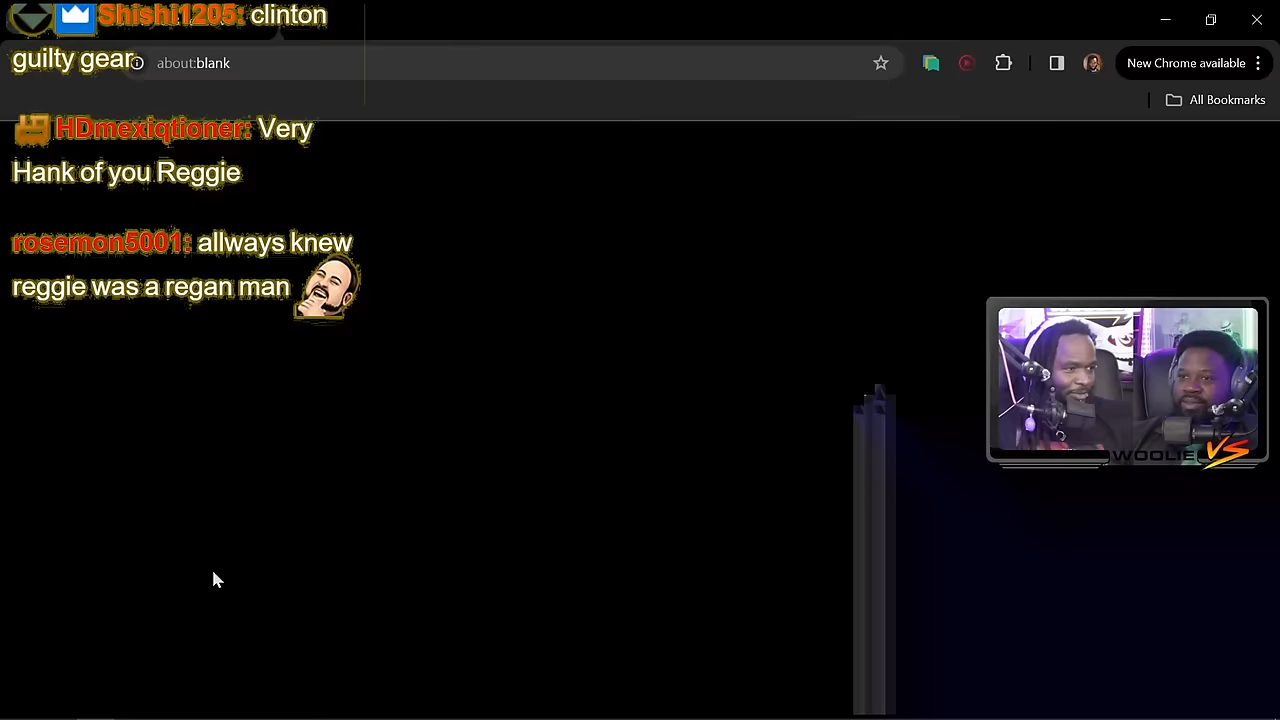 Shishi1205: clinton
guilty gear
about:blank
New Chrome available
All Bookmarks
HDmexiqtioner: Very
Hank of you Reggie
rosemon5001: allways knew
reggie was a regan man
WOOLIE VS